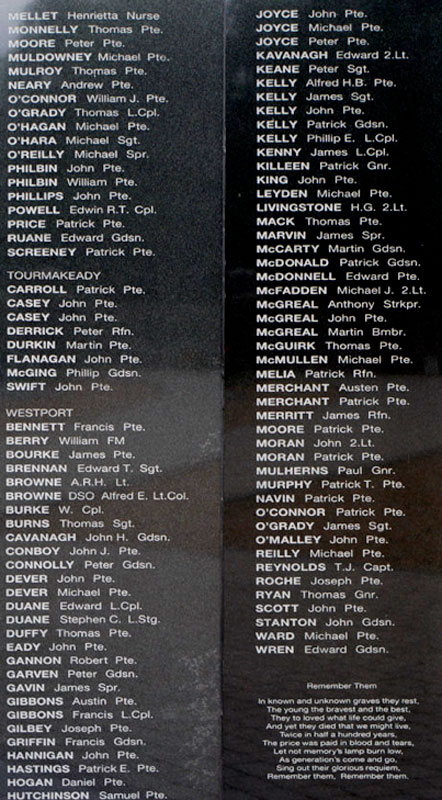 MELLET Henrietta Nurse
MONNELLY Thomas Pte.
MOORE Peter Pte.
MULDOWNEY Michael Pte.
MULROY Thomas Pte.
NEARY Andrew Pte.
O'CONNOR William J. Pte.
O'GRADY Thomas L.Cpl.
O'HAGAN Michael Pte.
O'HARA Michael Sgt.
O'REILLY Michael Spr.
PHILBIN John Pte.
PHILBIN William Pte.
PHILLIPS John Pte.
POWELL Edwin R.T. Cpl.
PRICE Patrick Pte.
RUANE Edward Gdsn.
SCREENEY Patrick Pte.
TOURMAKEADY
CARROLL Patrick Pte.
CASEY John Pte.
CASEY John Pte.
DERRICK Peter Rfn.
DURKIN Martin Pte.
FLANAGAN John Pte.
McGING Phillip Gdsn.
SWIFT John Pte.
WESTPORT
BENNETT Francis Pte.
BERRY William FM
BOURKE James Pte.
BRENNAN Edward T. Sgt.
BROWNE A.R.H. Lt.
BROWNE DSO Alfred E. Lt.Col.
BURKE W. Cpl.
BURNS Thomas Sgt.
CAVANAGH John H. Gdsn.
CONBOY John J. Pte.
CONNOLLY Peter Gdsn.
DEVER John Pte.
DEVER Michael Pte.
DUANE Edward L.Cpl.
DUANE Stephen C. L.Stg.
DUFFY Thomas Pte.
EADY John Pte.
GANNON Robert Pte.
GARVEN Peter Gdsn.
GAVIN James Spr.
GIBBONS Austin Pte.
GIBBONS Francis L.Cpl.
GILBEY Joseph Pte.
GRIFFIN Francis Gdsn.
HANNIGAN John Pte.
HASTINGS Patrick E. Pte.
HOGAN Daniel Pte.
HUTCHINSON Samuel Pte.
JOYCE John Pte.
JOYCE Michael Pte.
JOYCE Peter Pte.
KAVANAGH Edward 2.Lt.
KEANE Peter Sgt.
KELLY Alfred H.B. Pte.
KELLY James Sgt.
KELLY John Pte.
KELLY Patrick Gdsn.
KELLY Phillip E. L.Cpl.
KENNY James L.Cpl.
KILLEEN Patrick Gnr.
KING John Pte.
LEYDEN Michael Pte.
LIVINGSTONE H.G. 2.Lt.
MACK Thomas Pte.
MARVIN James Spr.
McCARTY Martin Gdsn.
McDONALD Patrick Gdsn.
McDONNELL Edward Pte.
McFADDEN Michael J. 2.Lt.
McGREAL Anthony Strkpr.
McGREAL John Pte.
McGREAL Martin Bmbr.
McGUIRK Thomas Pte.
McMULLEN Michael Pte.
MELIA Patrick Rfn.
MERCHANT Austen Pte.
MERCHANT Patrick Pte.
MERRITT James Rfn.
MOORE Patrick Pte.
MORAN John 2.Lt.
MORAN Patrick Pte.
MULHERNS Paul Gnr.
MURPHY Patrick T. Pte.
NAVIN Patrick Pte.
O'CONNOR Patrick Pte.
O'GRADY James Sgt.
O'MALLEY John Pte.
REILLY Michael Pte.
REYNOLDS T.J. Capt.
ROCHE Joseph Pte.
RYAN Thomas Gnr.
SCOTT John Pte.
STANTON John Gdsn.
WARD Michael Pte.
WREN Edward Gdsn.
Remember Them
In known and unknown graves they rest,
The young the bravest and the best,
They to loved what life could give,
And yet they died that we might live,
Twice in half a hundred years,
The price was paid in blood and tears,
Let not memory's lamp burn low,
As generation's come and go,
Sing out their glorious requiem,
Remember them, Remember them.